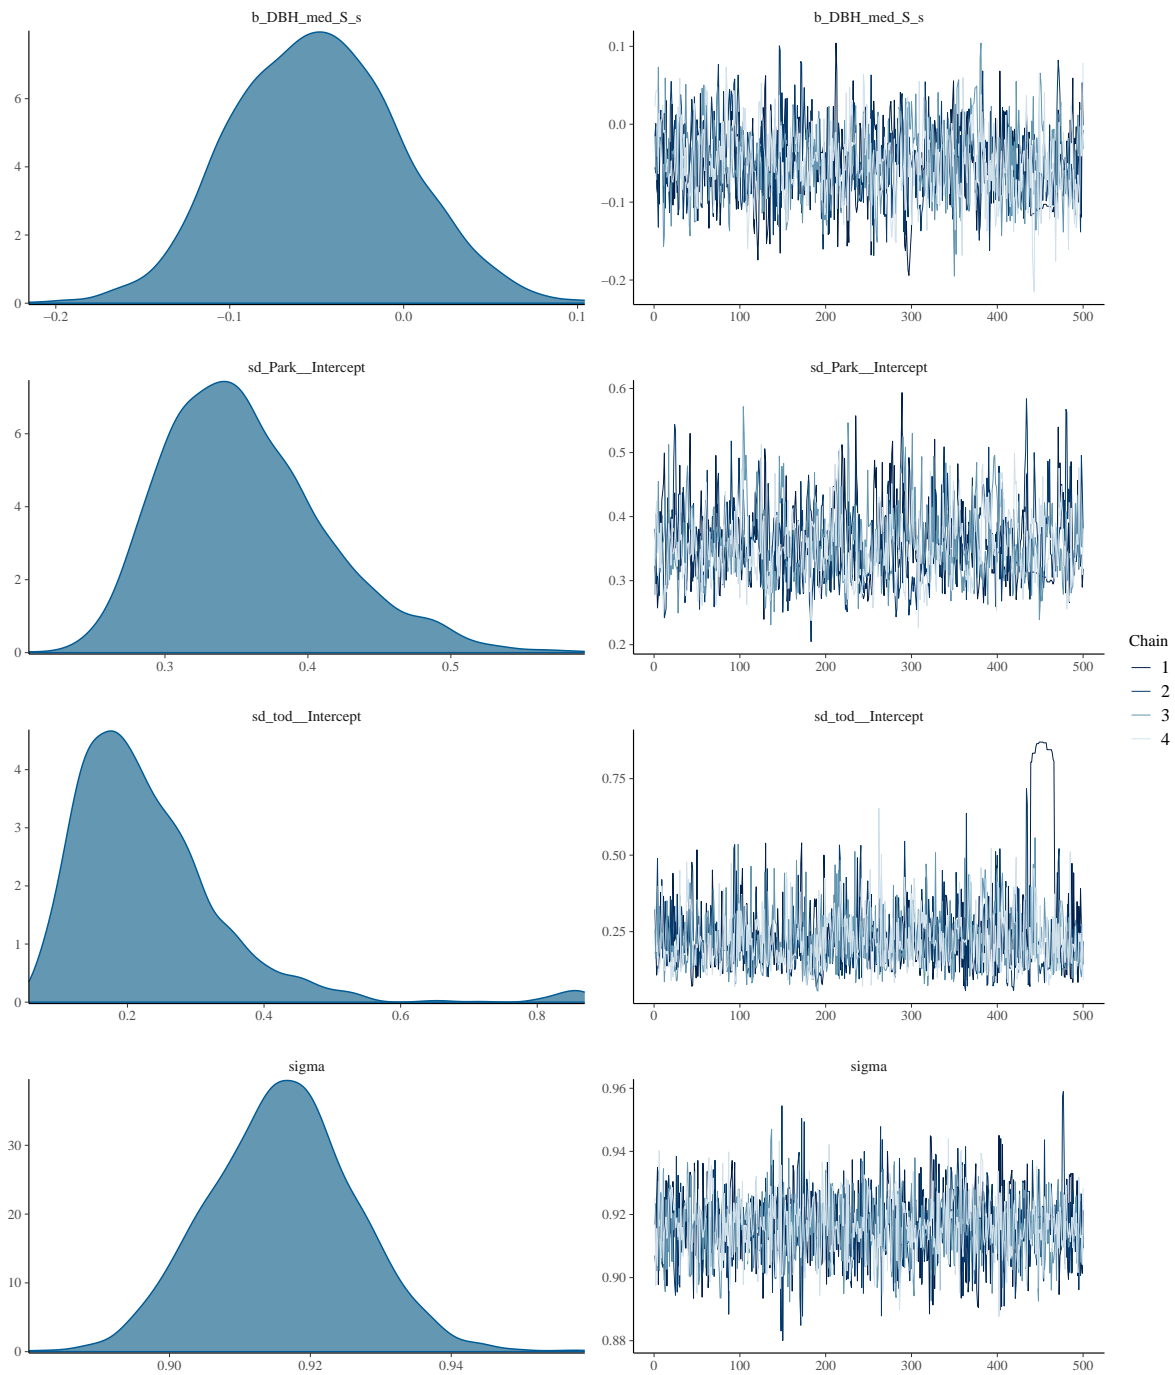 b_DBH_med_S_s
b_DBH_med_S_s
6
4
2
0
−0.2 −0.1 0.0 0.1
0.1
0.0
−0.1
−0.2
0 100 200 300 400 500
sd_Park__Intercept
sd_Park__Intercept
6
4
2
0
0.3 0.4 0.5
0.6
0.5
0.4
0.3
0.2
0 100 200 300 400 500
Chain
1
2
3
4
sd_tod__Intercept
sd_tod__Intercept
4
3
2
1
0
0.2 0.4 0.6 0.8
0.75
0.50
0.25
0 100 200 300 400 500
sigma
sigma
30
20
10
0
0.90 0.92 0.94
0.96
0.94
0.92
0.90
0.88
0 100 200 300 400 500